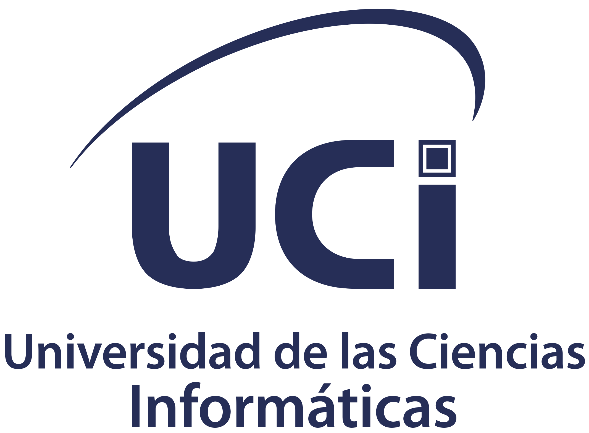 UCi
Universidad de las Ciencias
Informáticas